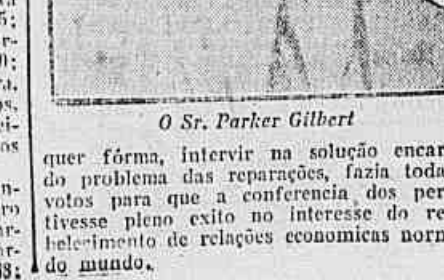 O Sr. Parker Gilbert
quer fórma, intervir na solução encar
do problema das reparações, fazia toda
votos para que a conferencia dos per
tivesse pleno exito no interesse do re
belecimento de relações economicas norm
do mundo.